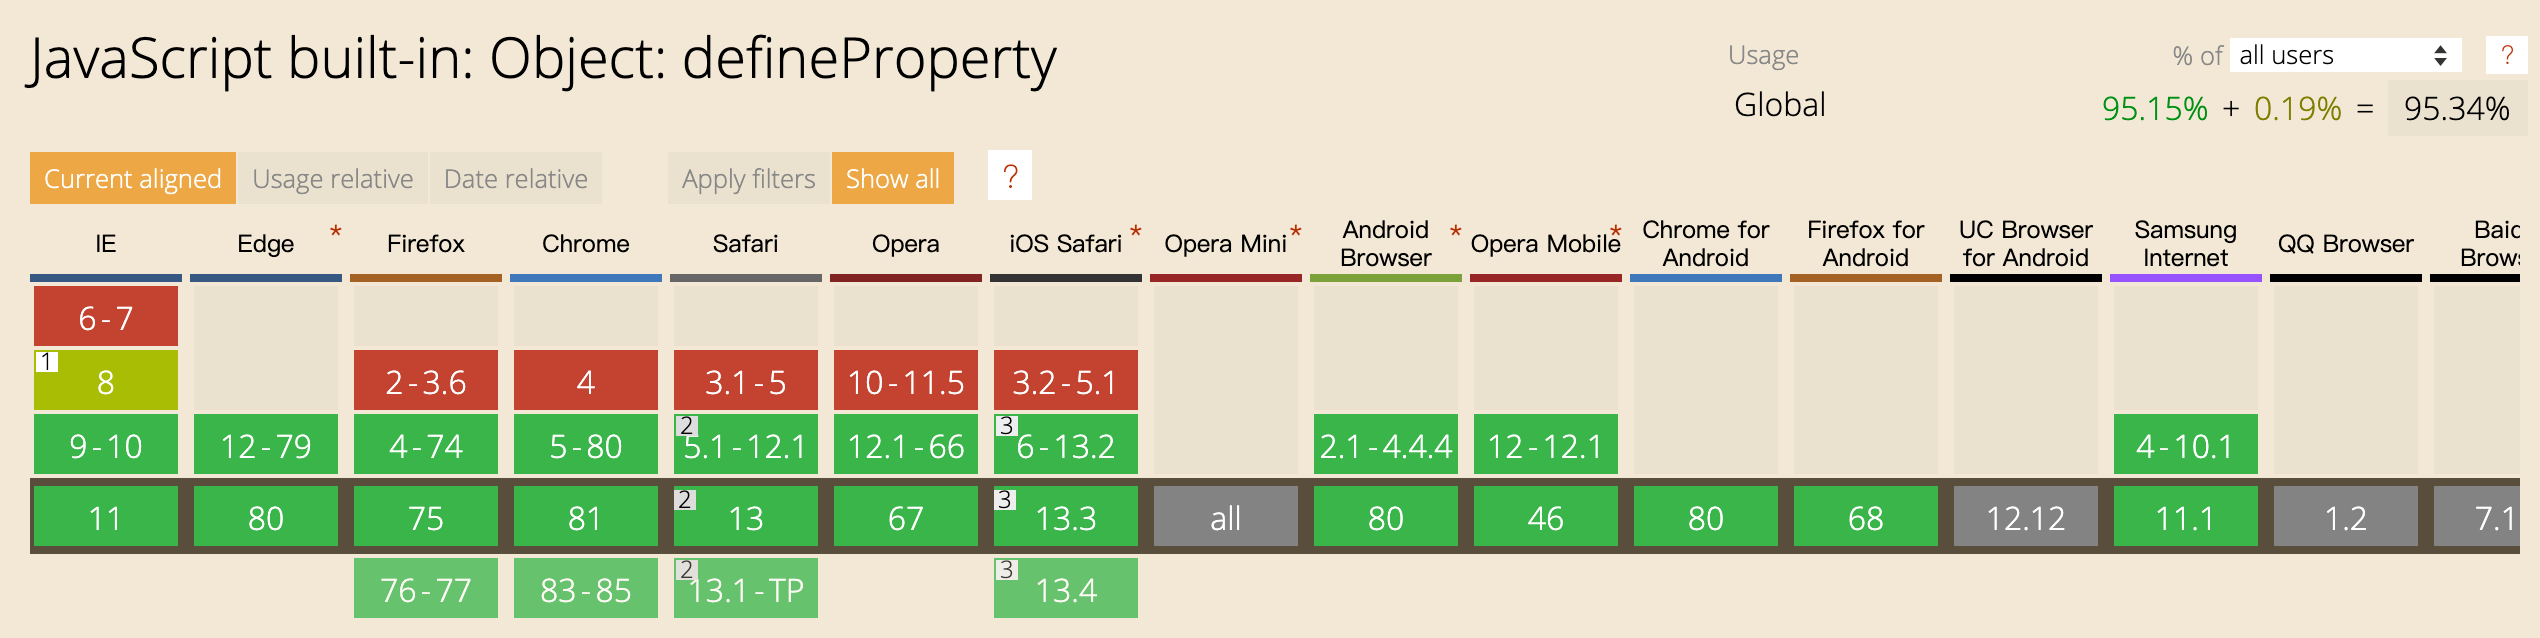 JavaScript built-in: Object: defineProperty
Usage % of all users ?
Global 95.15% + 0.19% = 95.34%
Current aligned Usage relative Date relative Apply filters Show all ?
IE Edge * Firefox Chrome Safari Opera iOS Safari * Opera Mini * Android Browser * Opera Mobile * Chrome for Android Firefox for Android UC Browser for Android Samsung Internet QQ Browser Baid Brows
6-7
1 8 2-3.6 4 3.1-5 10-11.5 3.2-5.1
9-10 12-79 4-74 5-80 2 5.1-12.1 12.1-66 3 6-13.2 2.1-4.4.4 12-12.1 4-10.1
11 80 75 81 2 13 67 3 13.3 all 80 46 80 68 12.12 11.1 1.2 7.1
76-77 83-85 2 13.1-TP 3 13.4